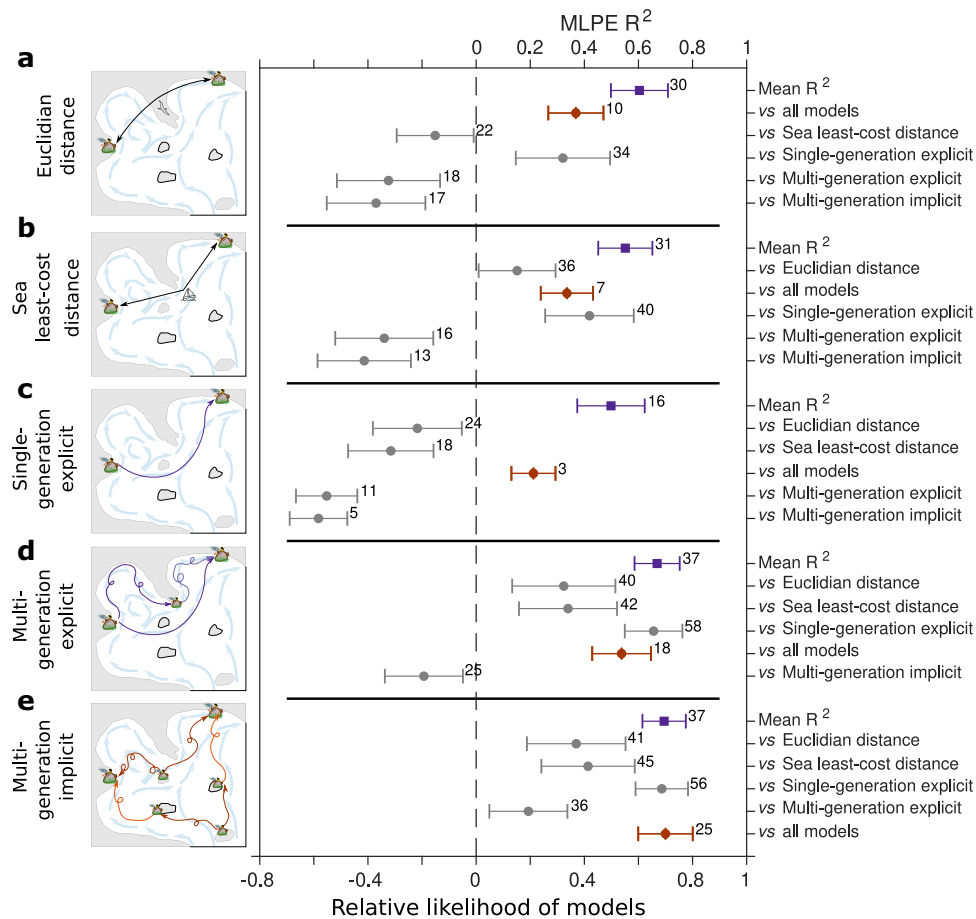 MLPE R²
0 0.2 0.4 0.6 0.8 1
a
Euclidian
distance
30 Mean R²
10 vs all models
22 vs Sea least-cost distance
34 vs Single-generation explicit
18 vs Multi-generation explicit
17 vs Multi-generation implicit
b
Sea
least-cost
distance
31 Mean R²
36 vs Euclidian distance
7 vs all models
40 vs Single-generation explicit
16 vs Multi-generation explicit
13 vs Multi-generation implicit
c
Single-
generation
explicit
16 Mean R²
24 vs Euclidian distance
18 vs Sea least-cost distance
3 vs all models
11 vs Multi-generation explicit
5 vs Multi-generation implicit
d
Multi-
generation
explicit
37 Mean R²
40 vs Euclidian distance
42 vs Sea least-cost distance
58 vs Single-generation explicit
18 vs all models
25 vs Multi-generation implicit
e
Multi-
generation
implicit
37 Mean R²
41 vs Euclidian distance
45 vs Sea least-cost distance
56 vs Single-generation explicit
36 vs Multi-generation explicit
25 vs all models
-0.8 -0.4 0 0.4 0.8 1
Relative likelihood of models